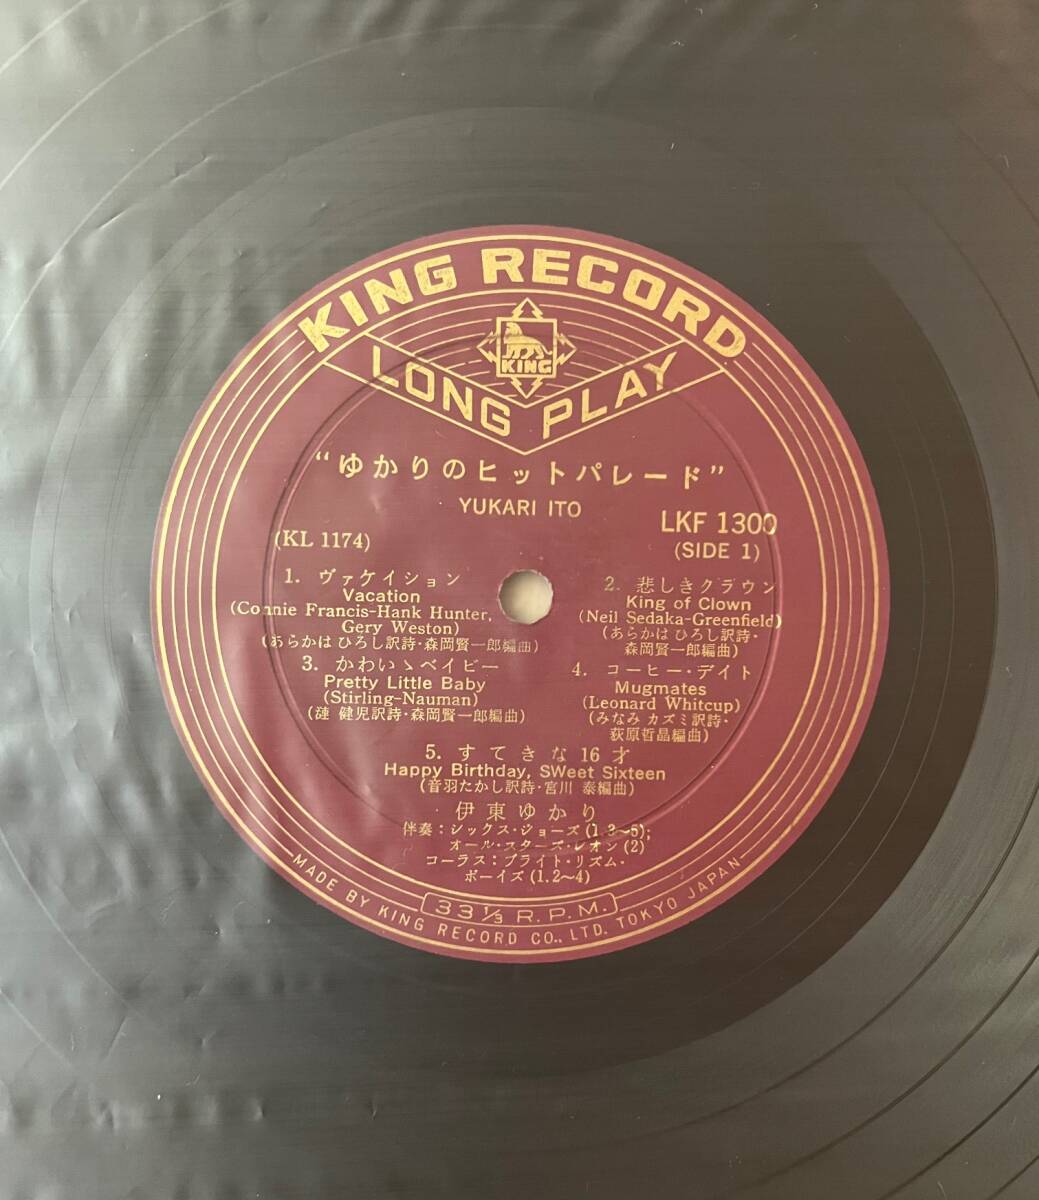 KING RECORD
KING
LONG PLAY
“ゆかりのヒットパレード”
YUKARI ITO
LKF 1300
(SIDE 1)
(KL 1174)
1. ヴァケイション
Vacation
(Connie Francis-Hank Hunter,
Gery Weston)
(あらかは ひろし訳詩・森岡賢一郎編曲)
2. 悲しきクラウン
King of Clown
(Neil Sedaka-Greenfield)
(あらかは ひろし訳詩・
森岡賢一郎編曲)
3. かわいゝベイビー
Pretty Little Baby
(Stirling-Nauman)
(漣 健児訳詩・森岡賢一郎編曲)
4. コーヒー・デイト
Mugmates
(Leonard Whitcup)
(みなみ カズミ訳詩・
荻原哲晶編曲)
5. すてきな16才
Happy Birthday, SWeet Sixteen
(音羽たかし訳詩・宮川 泰編曲)
伊東ゆかり
伴奏：シックス・ジョーズ(1.3〜5);
オール・スターズ・レオン(2)
コーラス：ブライト・リズム・
ボーイズ(1.2〜4)
33⅓ R.P.M.
MADE BY KING RECORD CO., LTD. TOKYO JAPAN